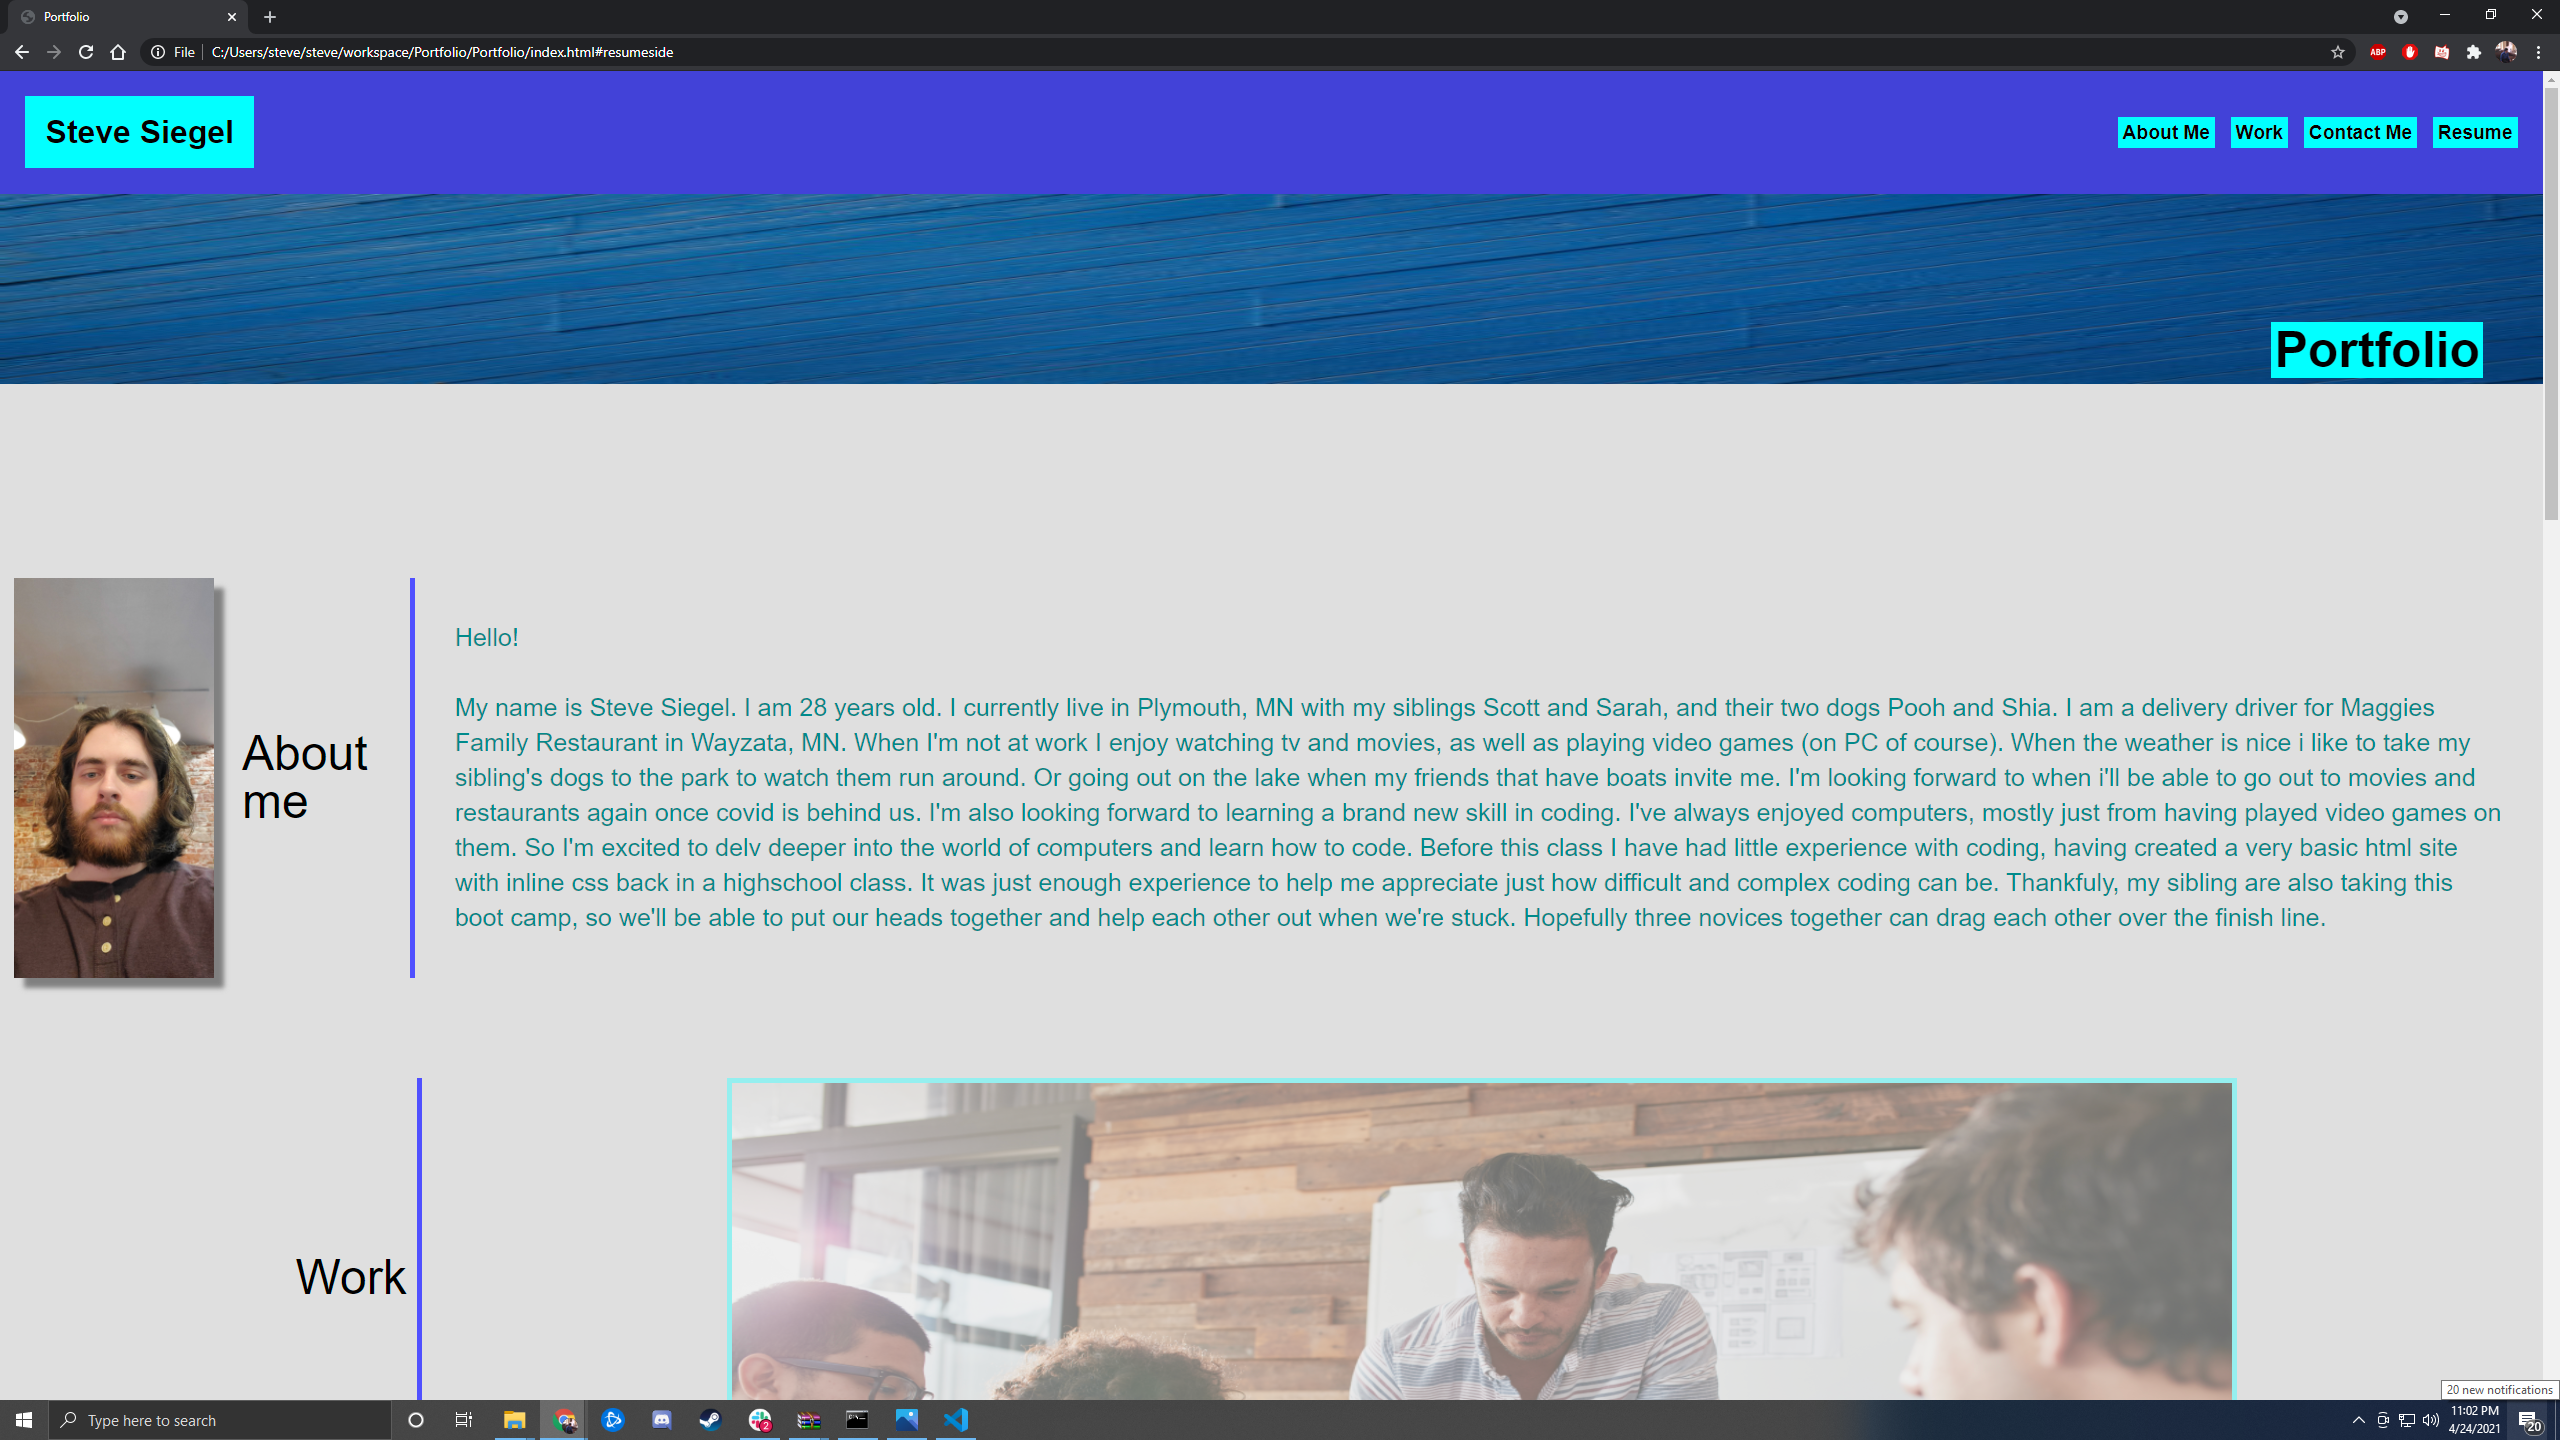 Portfolio
File C:/Users/steve/steve/workspace/Portfolio/Portfolio/index.html#resumeside
ABP
Steve Siegel
About Me Work Contact Me Resume
Portfolio
Hello!
My name is Steve Siegel. I am 28 years old. I currently live in Plymouth, MN with my siblings Scott and Sarah, and their two dogs Pooh and Shia. I am a delivery driver for Maggies
Family Restaurant in Wayzata, MN. When I'm not at work I enjoy watching tv and movies, as well as playing video games (on PC of course). When the weather is nice i like to take my
sibling's dogs to the park to watch them run around. Or going out on the lake when my friends that have boats invite me. I'm looking forward to when i'll be able to go out to movies and
restaurants again once covid is behind us. I'm also looking forward to learning a brand new skill in coding. I've always enjoyed computers, mostly just from having played video games on
them. So I'm excited to delv deeper into the world of computers and learn how to code. Before this class I have had little experience with coding, having created a very basic html site
with inline css back in a highschool class. It was just enough experience to help me appreciate just how difficult and complex coding can be. Thankfuly, my sibling are also taking this
boot camp, so we'll be able to put our heads together and help each other out when we're stuck. Hopefully three novices together can drag each other over the finish line.
About
me
Work
20 new notifications
Type here to search
2
11:02 PM
4/24/2021
20